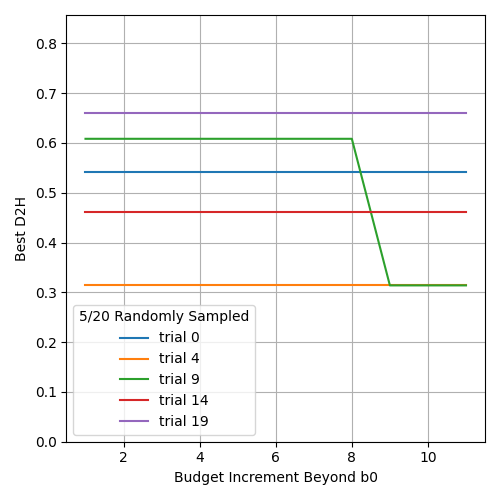 0.8
0.7
0.6
0.5
0.4
0.3
0.2
0.1
0.0
Best D2H
5/20 Randomly Sampled
trial 0
trial 4
trial 9
trial 14
trial 19
2 4 6 8 10
Budget Increment Beyond b0